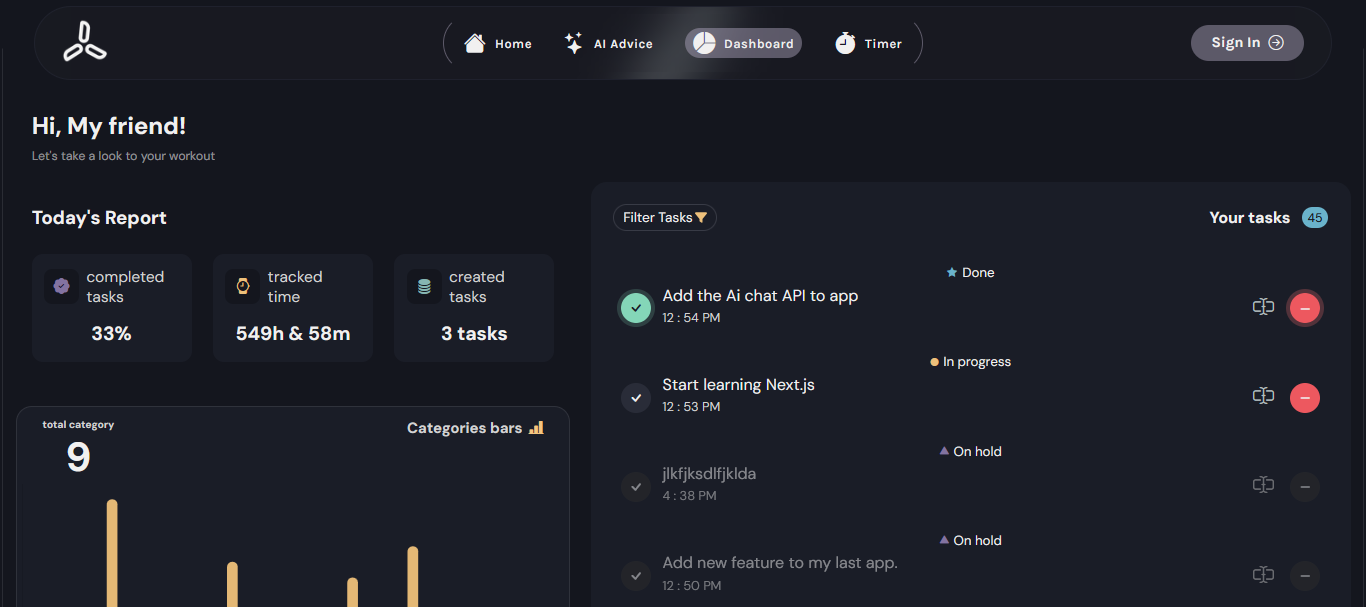 Home
AI Advice
Dashboard
Timer
Sign In
Hi, My friend!
Let's take a look to your workout
Today's Report
completed
tasks
33%
tracked
time
549h & 58m
created
tasks
3 tasks
total category
9
Categories bars
Filter Tasks
Your tasks 45
Done
Add the Ai chat API to app
12 : 54 PM
In progress
Start learning Next.js
12 : 53 PM
On hold
jlkfjksdlfjklda
4 : 38 PM
On hold
Add new feature to my last app.
12 : 50 PM